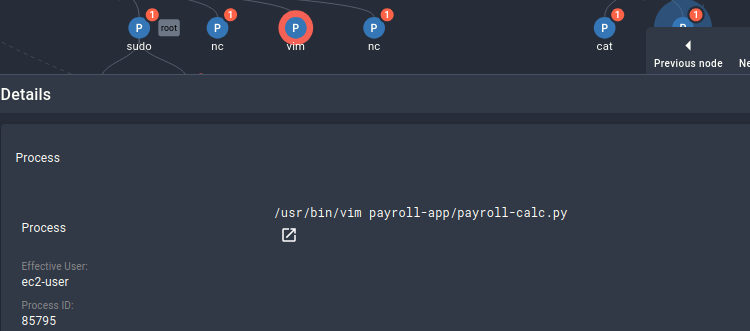 P 1 root P 1 P P 1 P 1 P 1
sudo nc vim nc cat
Previous node Ne
Details
Process
/usr/bin/vim payroll-app/payroll-calc.py
Process
Effective User:
ec2-user
Process ID:
85795